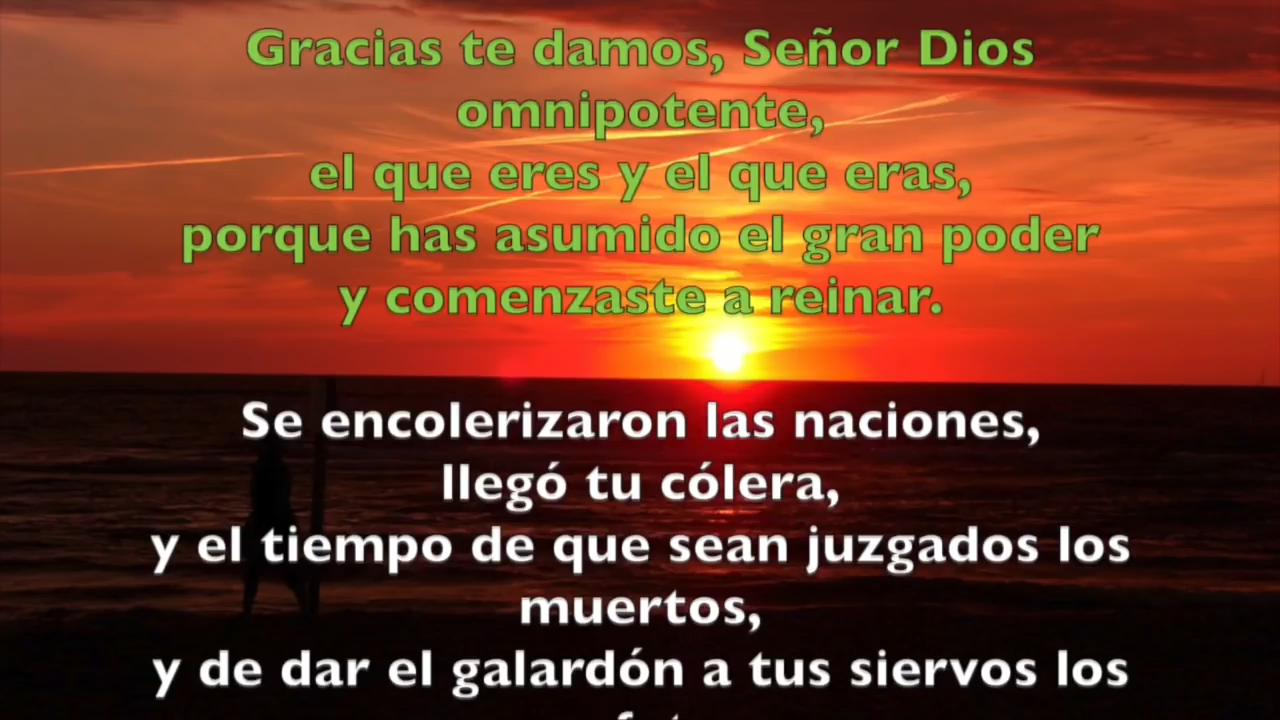 Gracias te damos, Señor Dios
omnipotente,
el que eres y el que eras,
porque has asumido el gran poder
y comenzaste a reinar.
Se encolerizaron las naciones,
llegó tu cólera,
y el tiempo de que sean juzgados los
muertos,
y de dar el galardón a tus siervos los